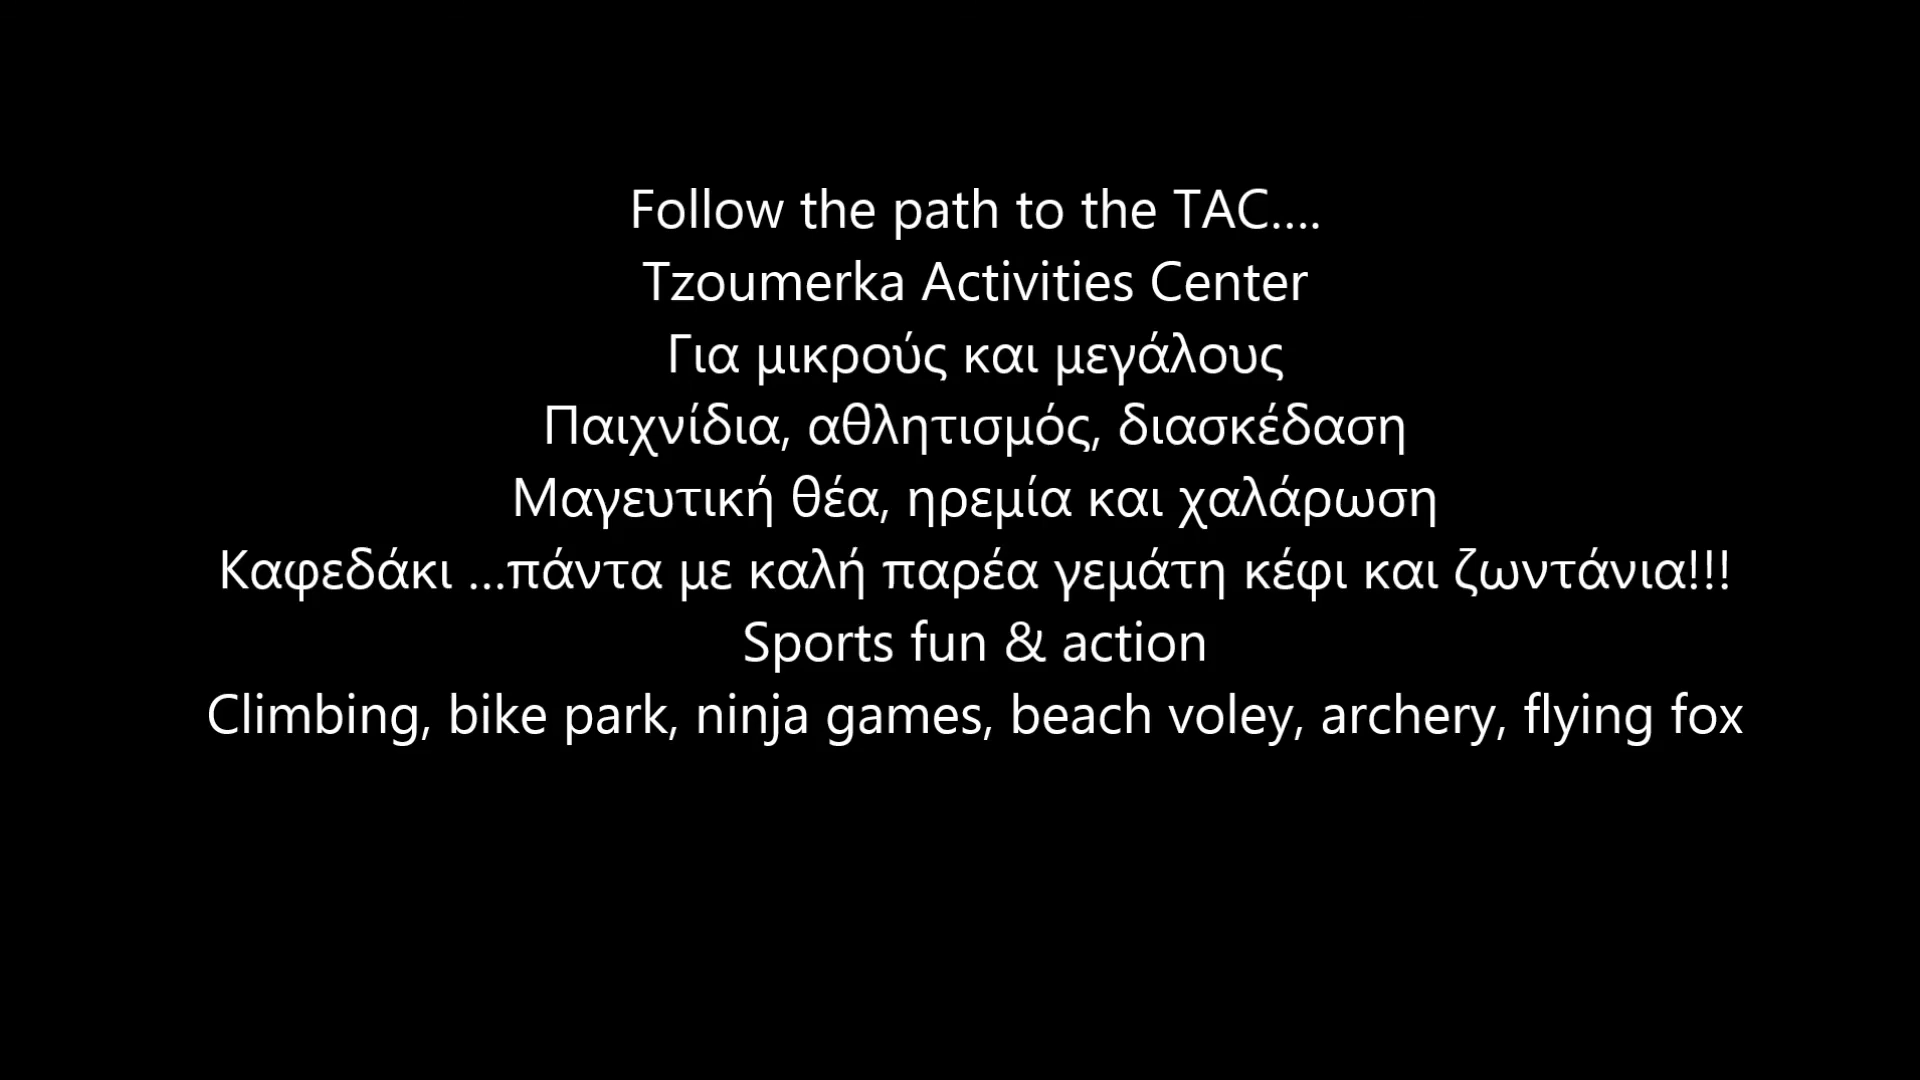 Follow the path to the TAC....
Tzoumerka Activities Center
Για μικρούς και μεγάλους
Παιχνίδια, αθλητισμός, διασκέδαση
Μαγευτική θέα, ηρεμία και χαλάρωση
Καφεδάκι ...πάντα με καλή παρέα γεμάτη κέφι και ζωντάνια!!!
Sports fun & action
Climbing, bike park, ninja games, beach voley, archery, flying fox